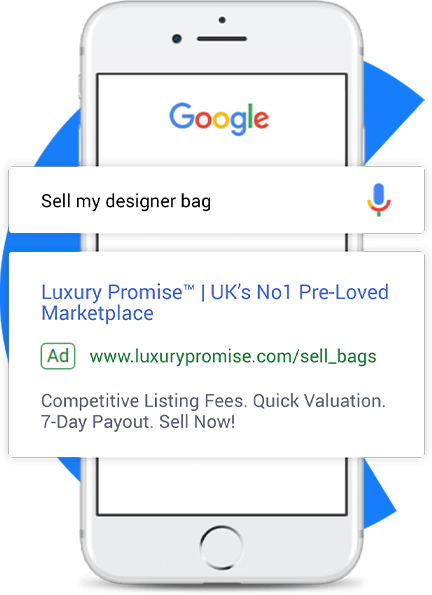 Google
Sell my designer bag
Luxury Promise™ | UK's No1 Pre-Loved
Marketplace
Ad www.luxurypromise.com/sell_bags
Competitive Listing Fees. Quick Valuation.
7-Day Payout. Sell Now!